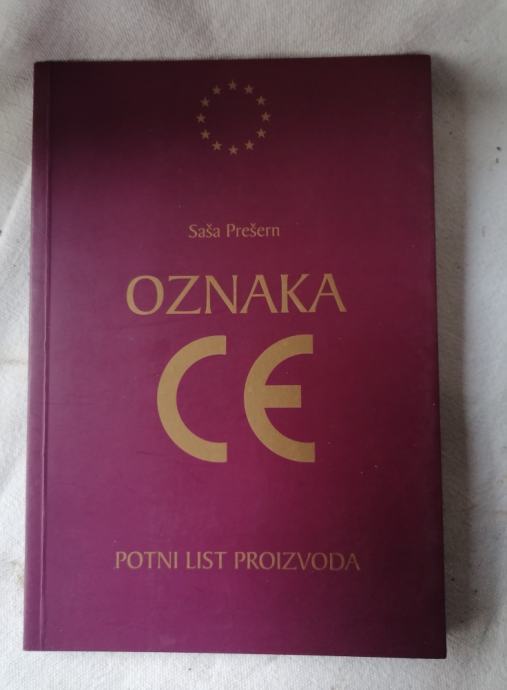 Saša Prešern
OZNAKA
CE
POTNI LIST PROIZVODA